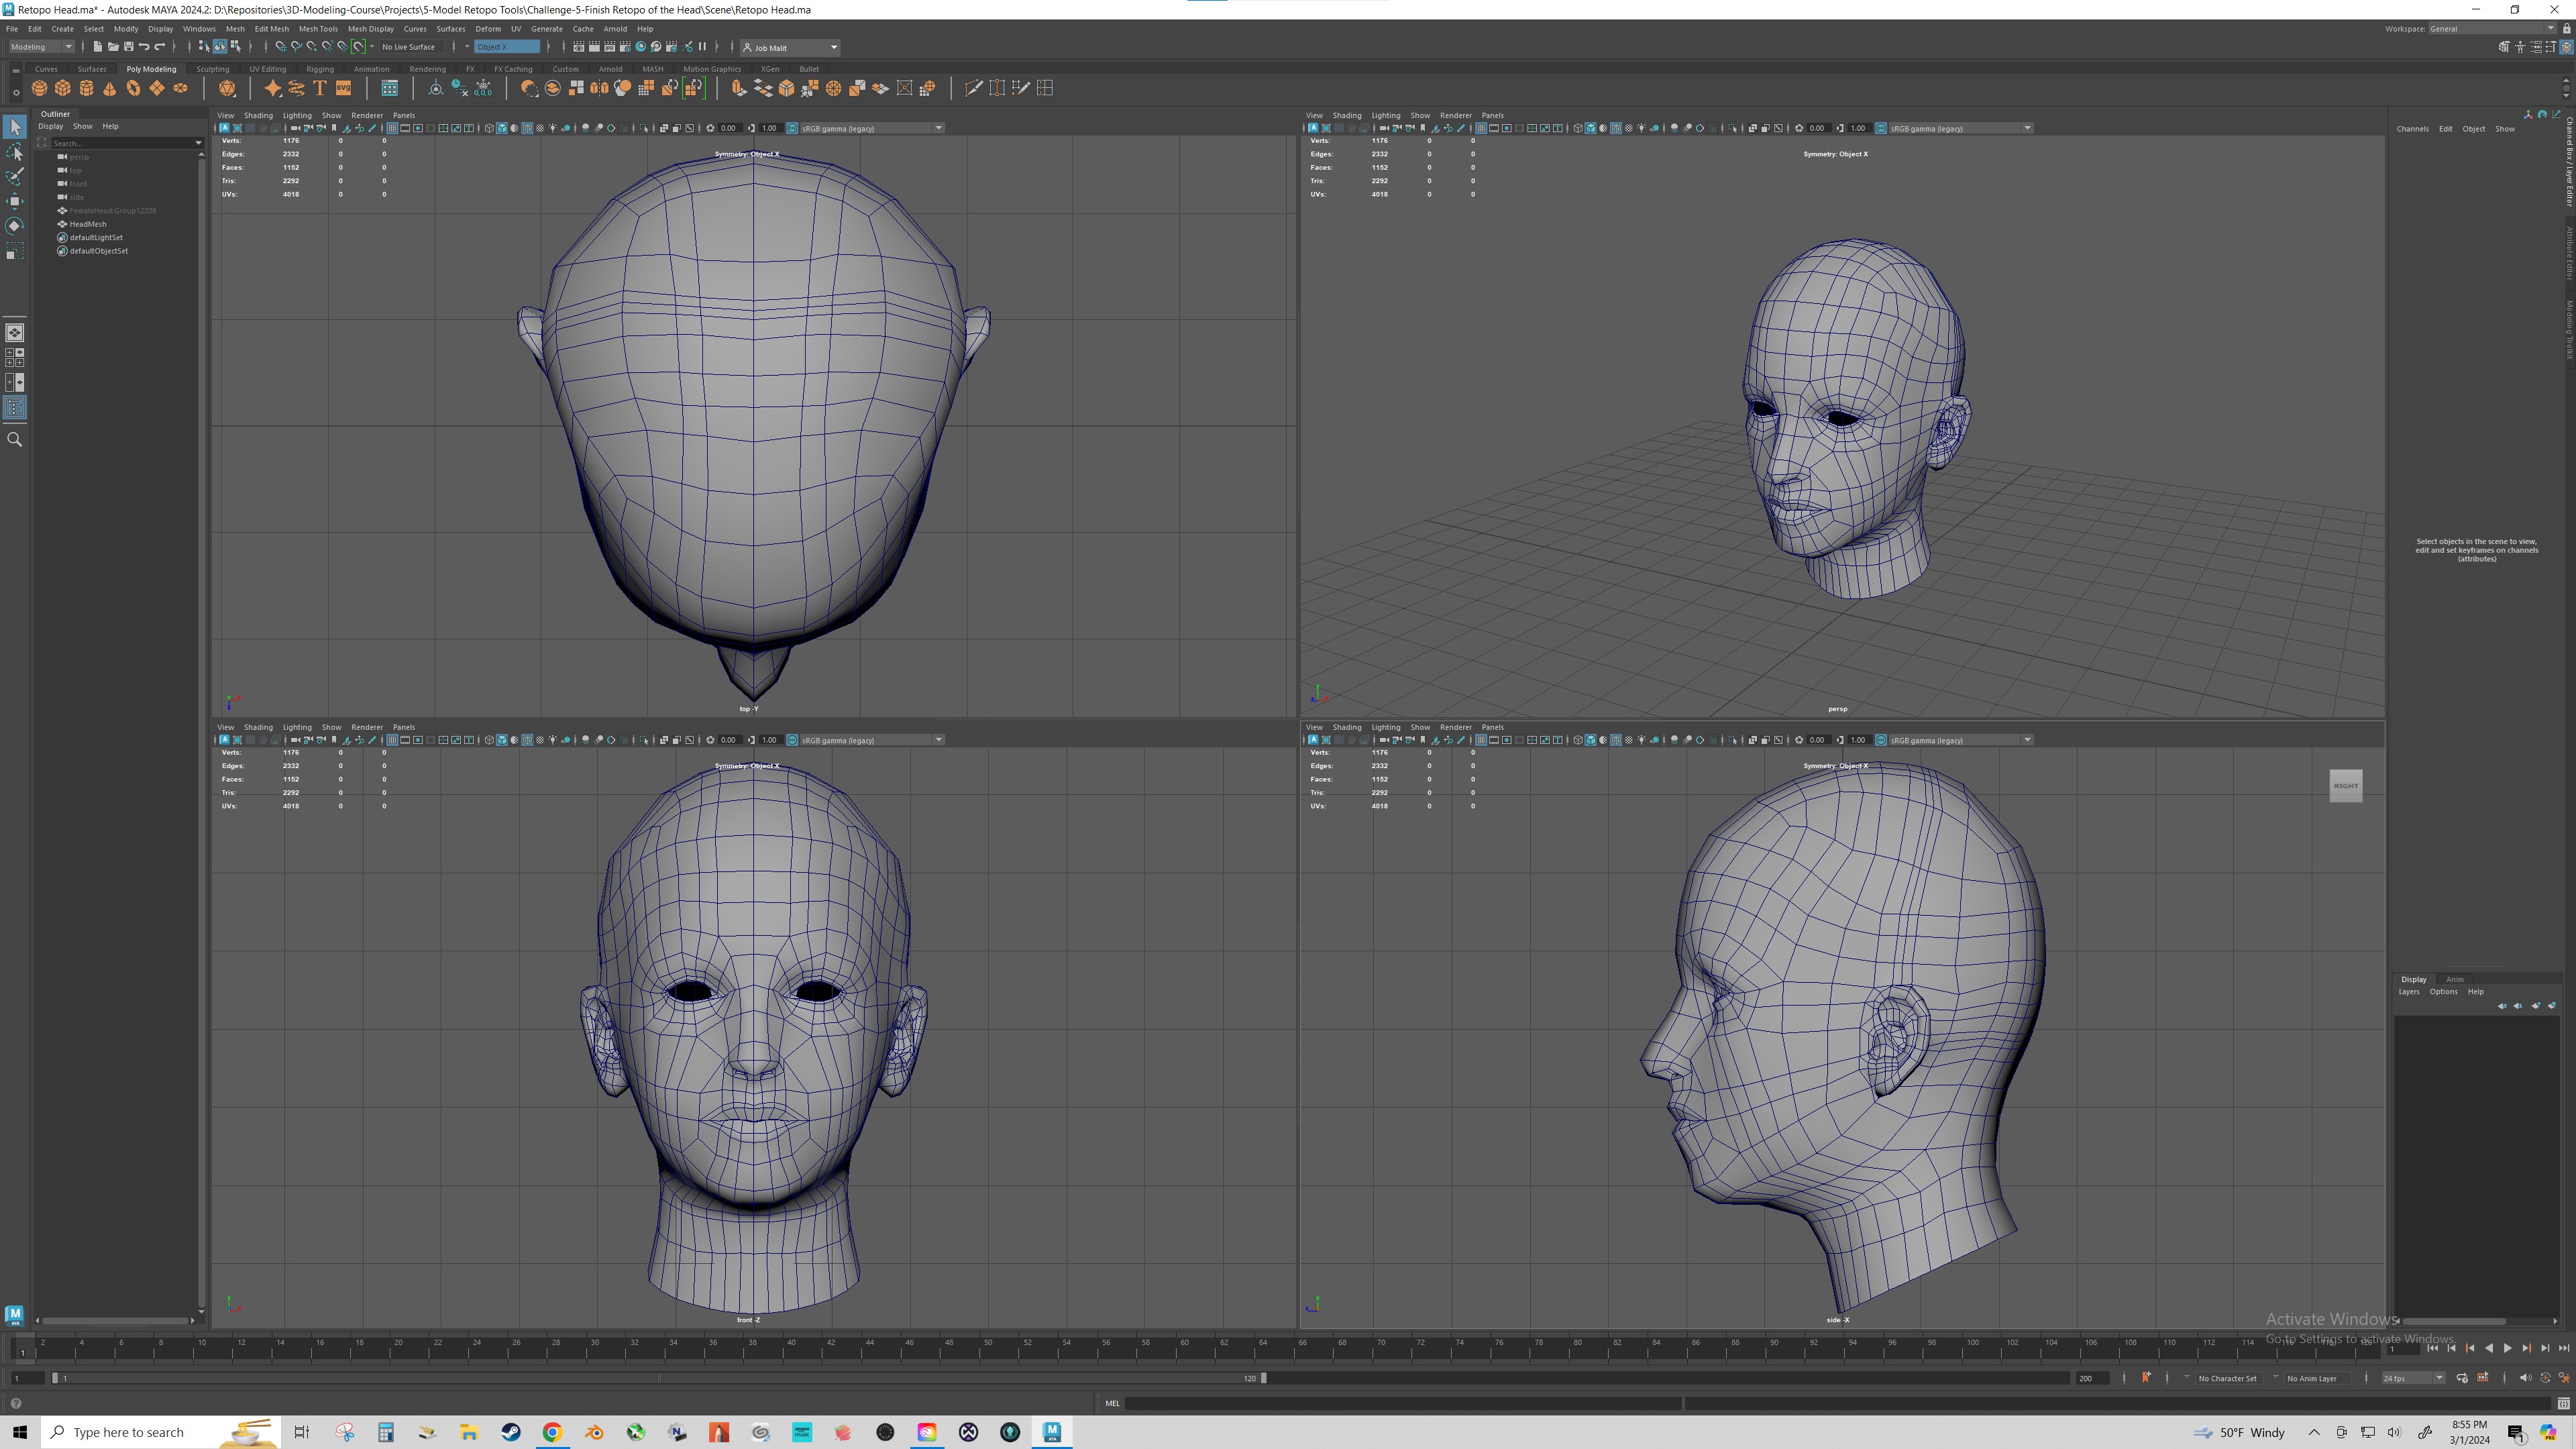 Retopo Head.ma* - Autodesk MAYA 2024.2: D:\Repositories\3D-Modeling-Course\Projects\5-Model Retopo Tools\Challenge-5-Finish Retopo of the Head\Scene\Retopo Head.ma
File Edit Create Select Modify Display Windows Mesh Edit Mesh Mesh Tools Mesh Display Curves Surfaces Deform UV Generate Cache Arnold Help
Workspace: General
Modeling No Live Surface Object X Job Malit
Curves Surfaces Poly Modeling Sculpting UV Editing Rigging Animation Rendering FX FX Caching Custom Arnold MASH Motion Graphics XGen Bullet
Outliner
Display Show Help
Search...
persp
top
front
side
FemaleHead:Group12208
HeadMesh
defaultLightSet
defaultObjectSet
View Shading Lighting Show Renderer Panels
0.00 1.00 sRGB gamma (legacy)
Verts: 1176 0 0
Edges: 2332 0 0
Faces: 1152 0 0
Tris: 2292 0 0
UVs: 4018 0 0
Symmetry: Object X
top -Y
View Shading Lighting Show Renderer Panels
0.00 1.00 sRGB gamma (legacy)
Verts: 1176 0 0
Edges: 2332 0 0
Faces: 1152 0 0
Tris: 2292 0 0
UVs: 4018 0 0
Symmetry: Object X
persp
View Shading Lighting Show Renderer Panels
0.00 1.00 sRGB gamma (legacy)
Verts: 1176 0 0
Edges: 2332 0 0
Faces: 1152 0 0
Tris: 2292 0 0
UVs: 4018 0 0
Symmetry: Object X
front -Z
View Shading Lighting Show Renderer Panels
0.00 1.00 sRGB gamma (legacy)
Verts: 1176 0 0
Edges: 2332 0 0
Faces: 1152 0 0
Tris: 2292 0 0
UVs: 4018 0 0
Symmetry: Object X
RIGHT
side -X
Channels Edit Object Show
Select objects in the scene to view,
edit and set keyframes on channels
(attributes)
Channel Box / Layer Editor
Attribute Editor
Modeling Toolkit
Display Anim
Layers Options Help
Activate Windows
Go to Settings to activate Windows.
2 4 6 8 10 12 14 16 18 20 22 24 26 28 30 32 34 36 38 40 42 44 46 48 50 52 54 56 58 60 62 64 66 68 70 72 74 76 78 80 82 84 86 88 90 92 94 96 98 100 102 104 106 108 110 112 114
1 1
1 1 120 200 No Character Set No Anim Layer 24 fps
MEL
Type here to search
50°F Windy
8:55 PM
3/1/2024